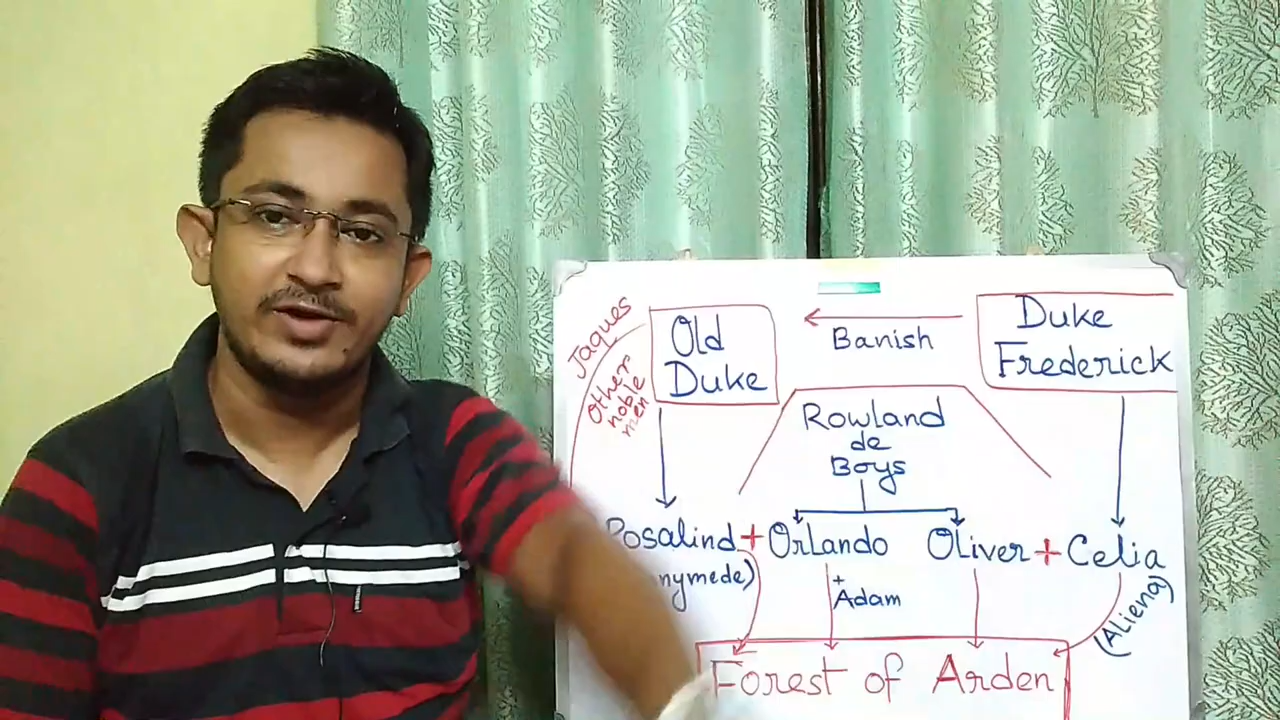 Jaques
Other
noble
men
Old
Duke
Banish
Duke
Frederick
Rowland
de
Boys
Rosalind + Orlando
Oliver + Celia
nymede)
+
Adam
(Aliena)
Forest of Arden